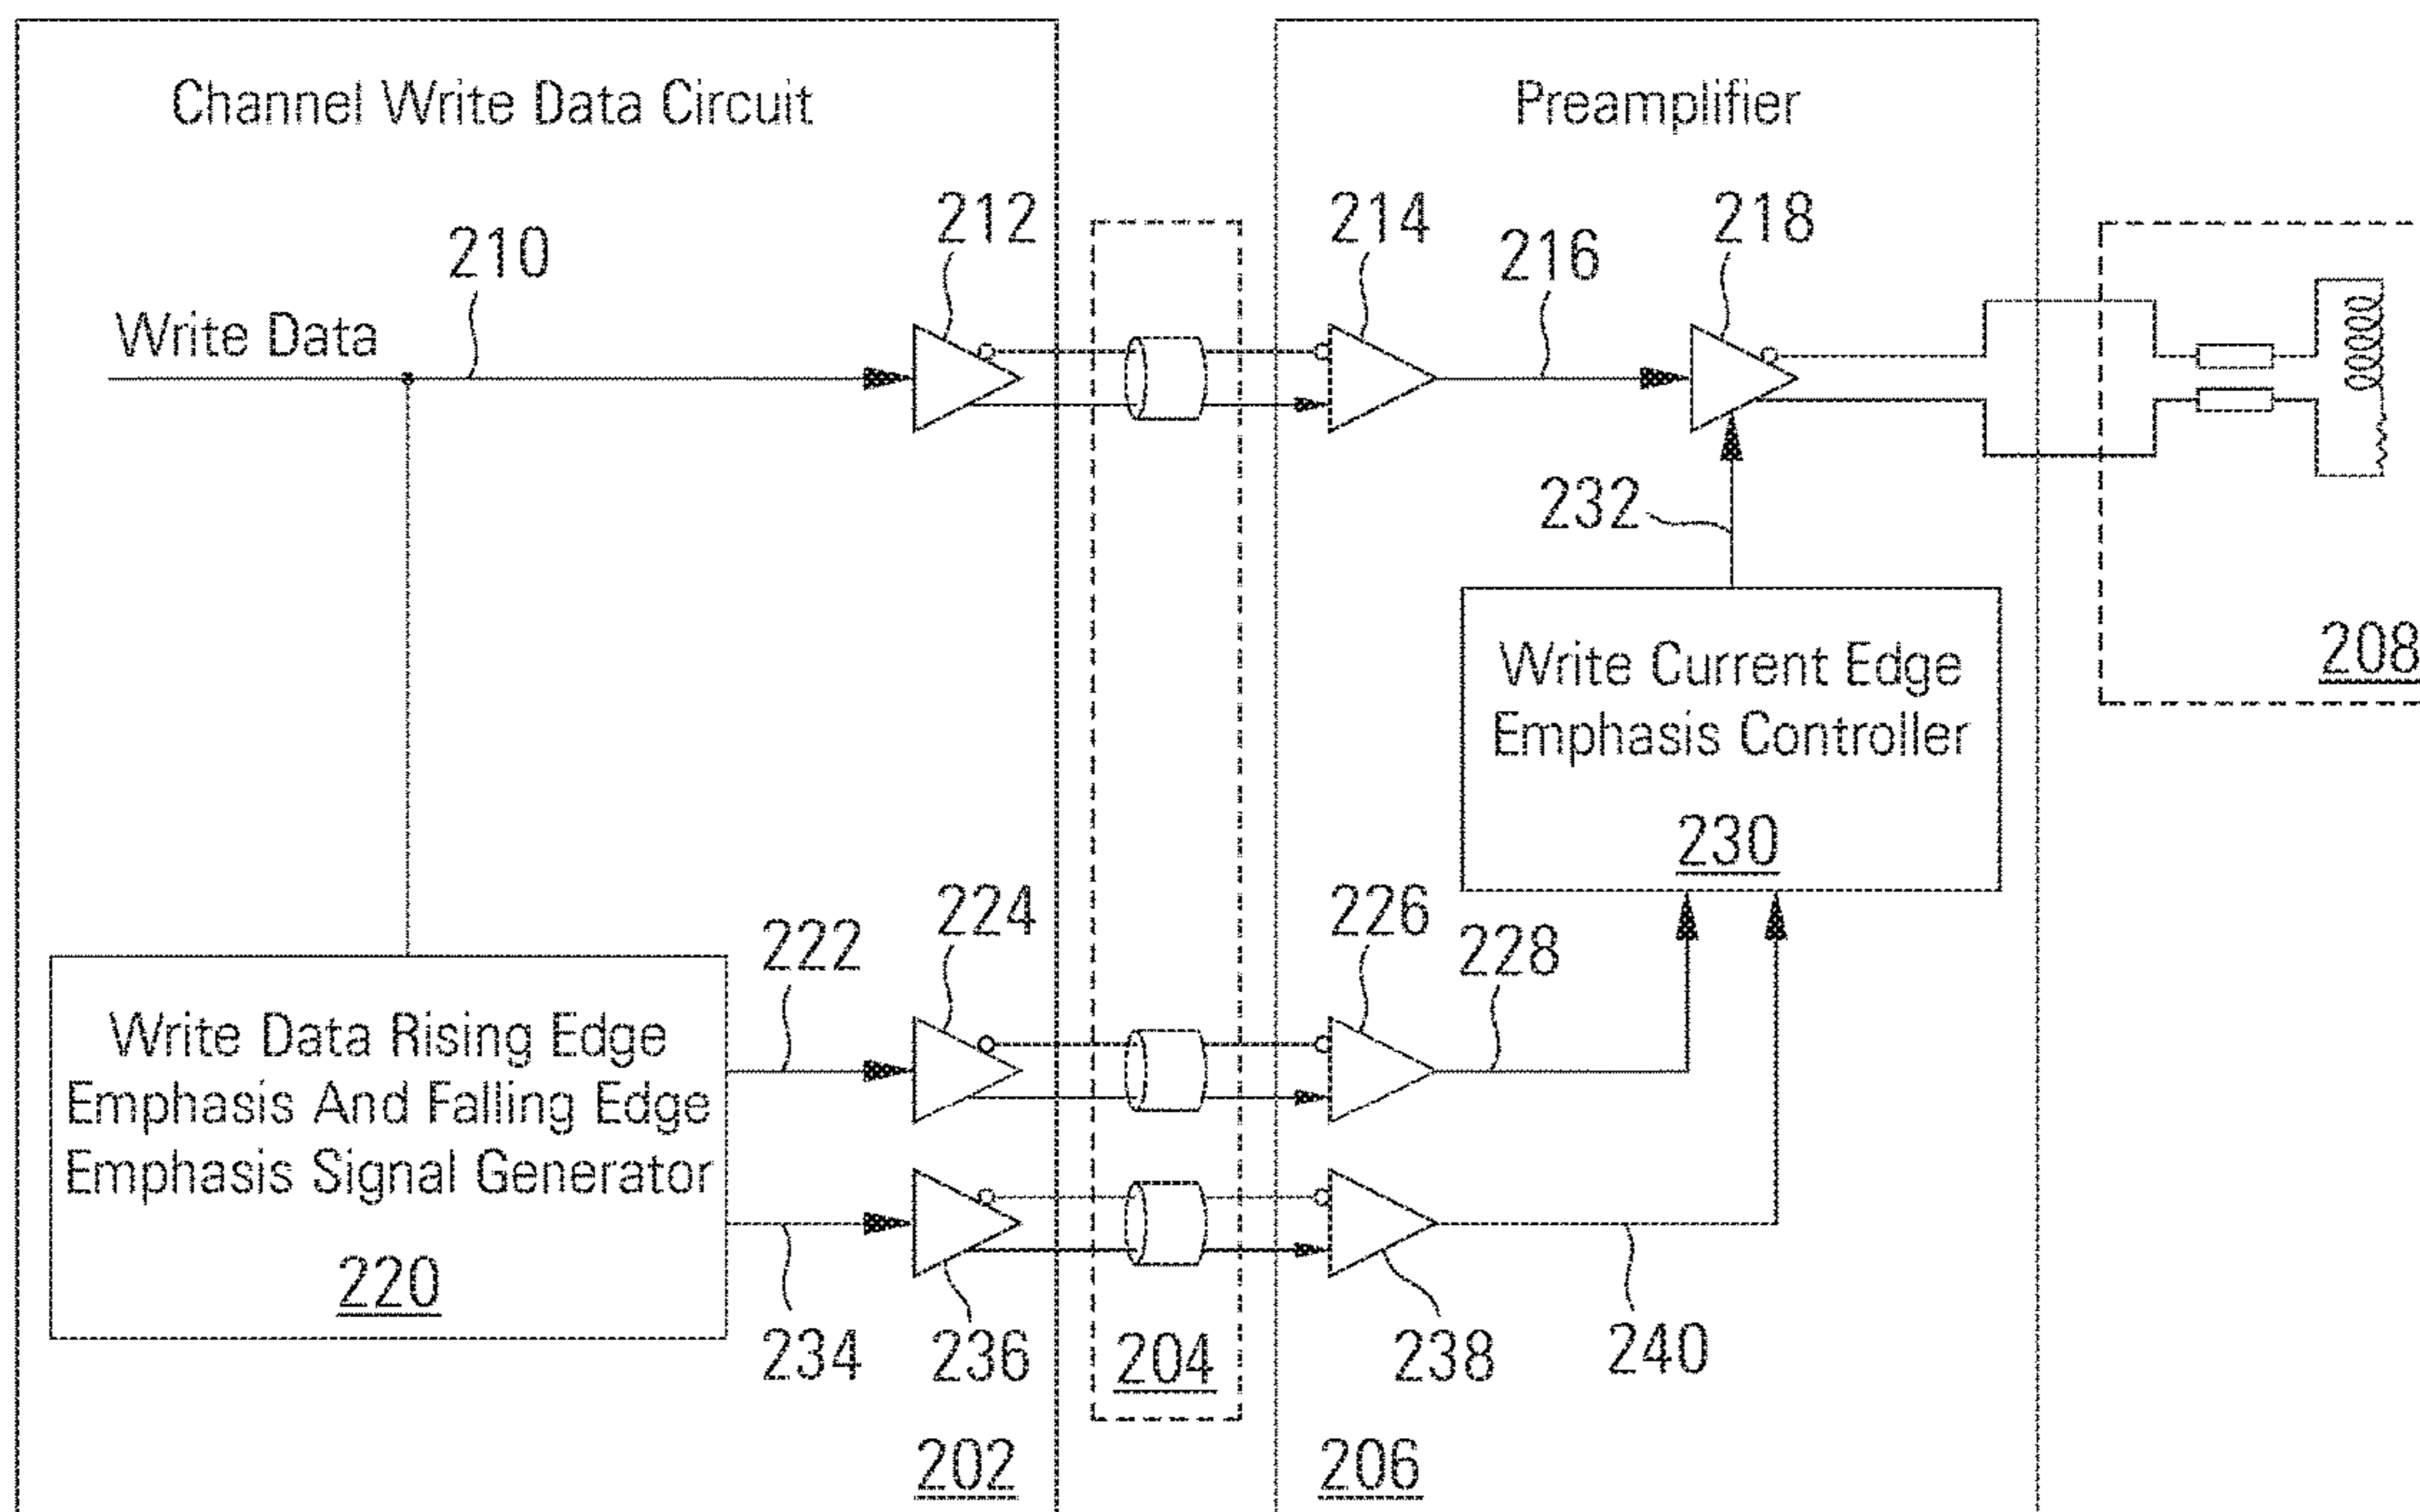 Channel Write Data Circuit
Preamplifier
212
214
218
210
216
Write Data
232
208
Write Current Edge
Emphasis Controller
230
224
226
222
228
Write Data Rising Edge
Emphasis And Falling Edge
Emphasis Signal Generator
220
234
236
204
238
240
202
206